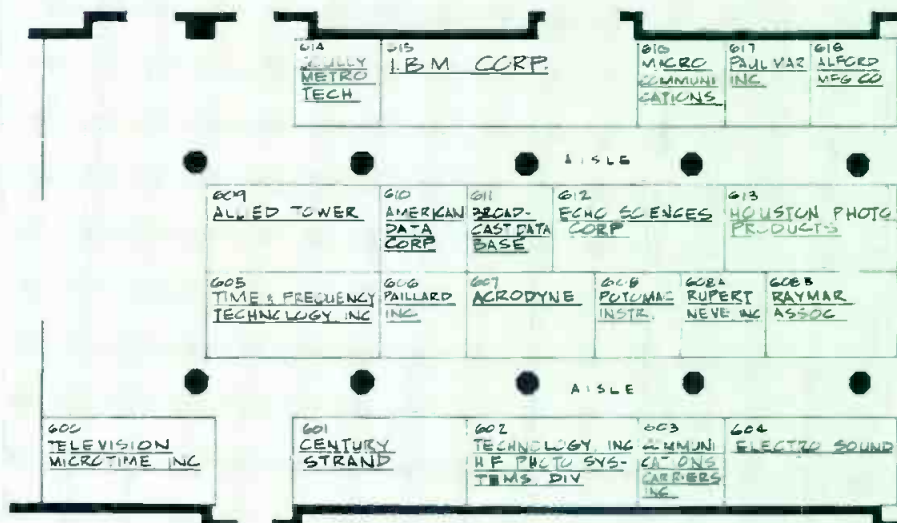 614
SCULLY
METRO
TECH
615
I.B M CORP.
616
MICRO
COMMUNI
CATIONS
617
PAUL VAR
INC.
618
ALFORD
MFG CO
AISLE
609
ALLIED TOWER
610
AMERICAN
DATA
CORP
611
BROAD-
CAST DATA
BASE
612
ECHO SCIENCES
CORP
613
HOUSTON PHOTO
PRODUCTS
605
TIME & FREQUENCY
TECHNOLOGY INC
606
PAILLARD
INC.
607
ACRODYNE
608
POTOMAC
INSTR.
608A
RUPERT
NEVE INC
608B
RAYMAR
ASSOC
AISLE
600
TELEVISION
MICROTIME INC
601
CENTURY
STRAND
602
TECHNOLOGY, INC
HF PHOTO SYS-
TEMS DIV
603
COMMUNI
CATIONS
CARRIERS
INC.
604
ELECTRO SOUND